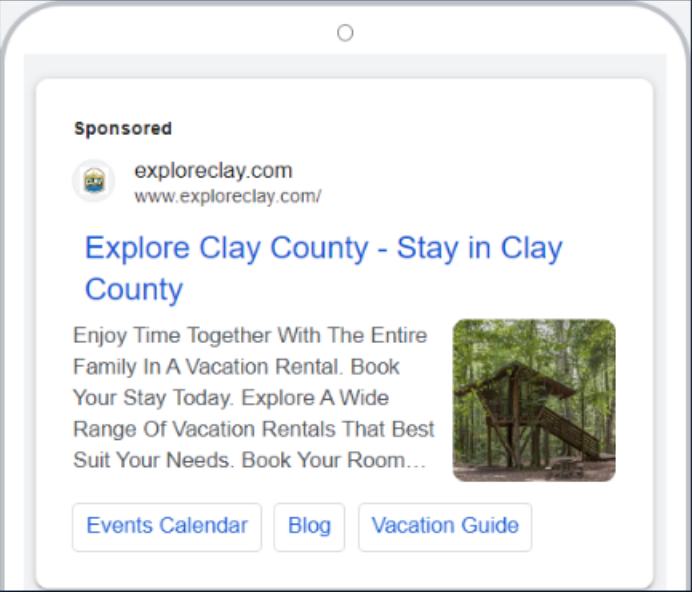 Sponsored
exploreclay.com
www.exploreclay.com/
Explore Clay County - Stay in Clay
County
Enjoy Time Together With The Entire
Family In A Vacation Rental. Book
Your Stay Today. Explore A Wide
Range Of Vacation Rentals That Best
Suit Your Needs. Book Your Room...
Events Calendar Blog Vacation Guide